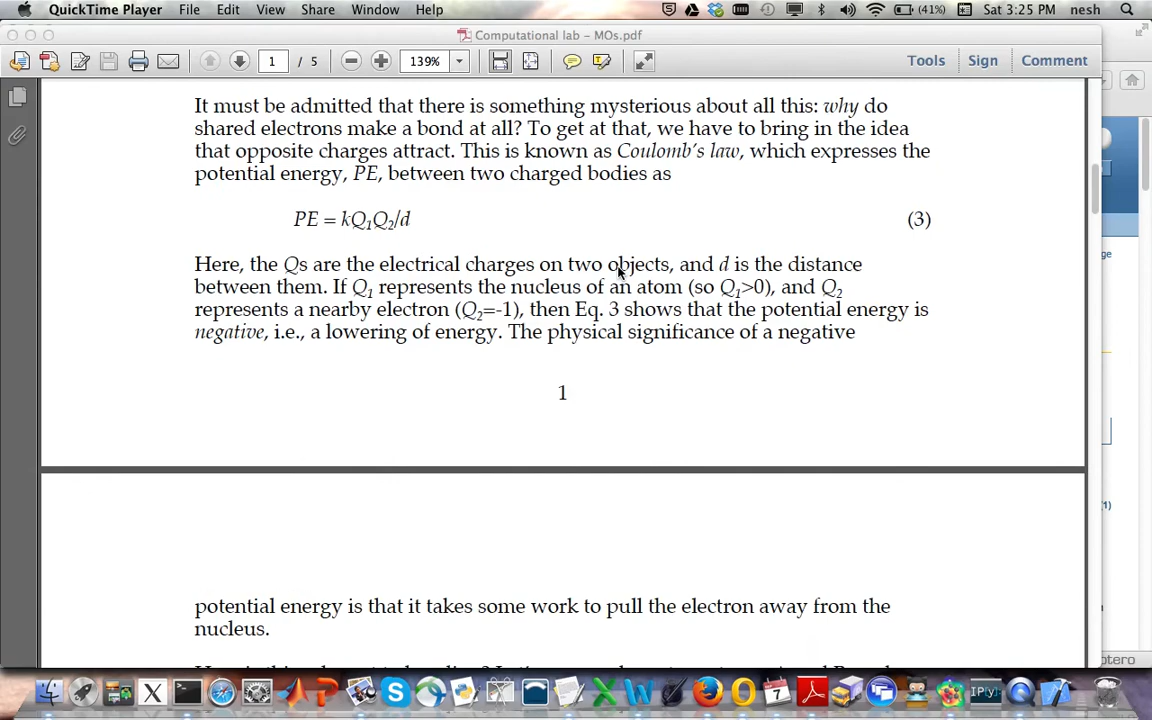 QuickTime Player File Edit View Share Window Help (41%) Sat 3:25 PM nesh
Computational lab – MOs.pdf
1 / 5 139% Tools Sign Comment
It must be admitted that there is something mysterious about all this: why do
shared electrons make a bond at all? To get at that, we have to bring in the idea
that opposite charges attract. This is known as Coulomb's law, which expresses the
potential energy, PE, between two charged bodies as
PE = kQ1Q2/d (3)
Here, the Qs are the electrical charges on two objects, and d is the distance
between them. If Q1 represents the nucleus of an atom (so Q1>0), and Q2
represents a nearby electron (Q2=-1), then Eq. 3 shows that the potential energy is
negative, i.e., a lowering of energy. The physical significance of a negative
1
potential energy is that it takes some work to pull the electron away from the
nucleus.
ge
(1)
otero
IP[y]:
7